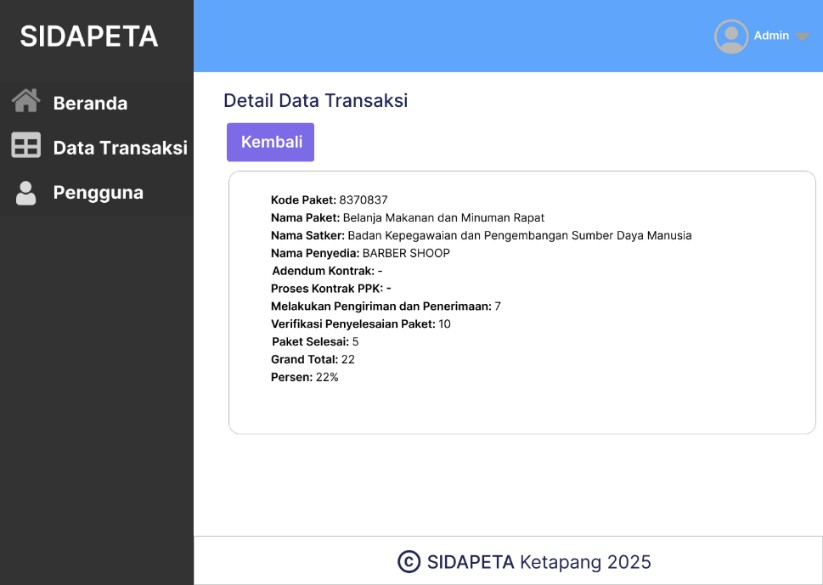 SIDAPETA
Admin
Beranda
Data Transaksi
Pengguna
Detail Data Transaksi
Kembali
Kode Paket: 8370837
Nama Paket: Belanja Makanan dan Minuman Rapat
Nama Satker: Badan Kepegawaian dan Pengembangan Sumber Daya Manusia
Nama Penyedia: BARBER SHOOP
Adendum Kontrak: -
Proses Kontrak PPK: -
Melakukan Pengiriman dan Penerimaan: 7
Verifikasi Penyelesaian Paket: 10
Paket Selesai: 5
Grand Total: 22
Persen: 22%
© SIDAPETA Ketapang 2025